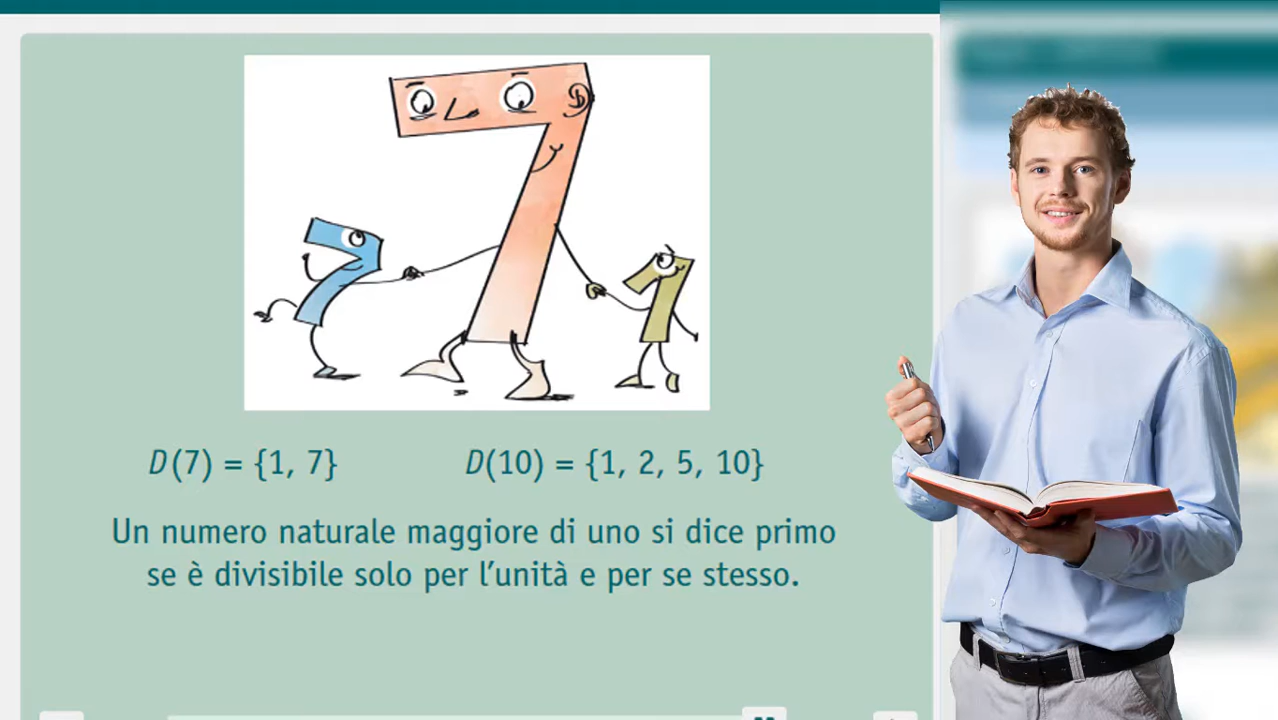 D(7) = {1, 7}
D(10) = {1, 2, 5, 10}
Un numero naturale maggiore di uno si dice primo
se è divisibile solo per l’unità e per se stesso.